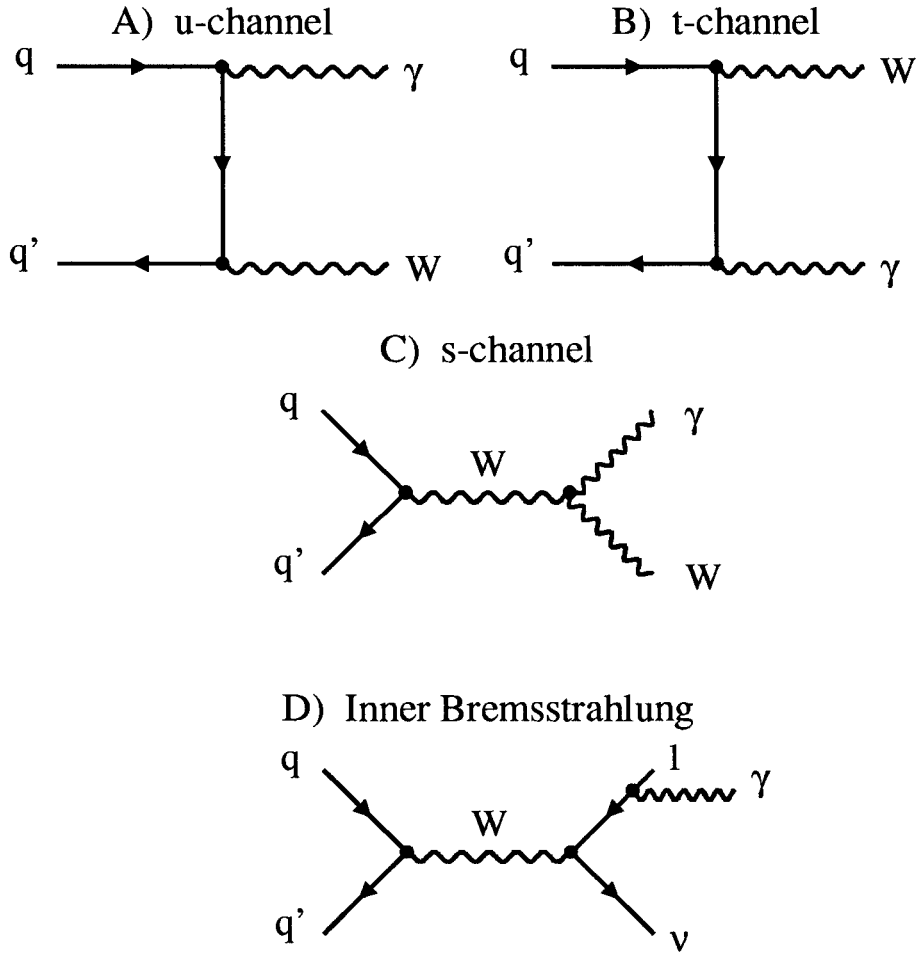 A) u-channel
B) t-channel
q
γ
q
W
q’
W
q’
γ
C) s-channel
q
γ
W
q’
W
D) Inner Bremsstrahlung
q
l
γ
W
q’
ν